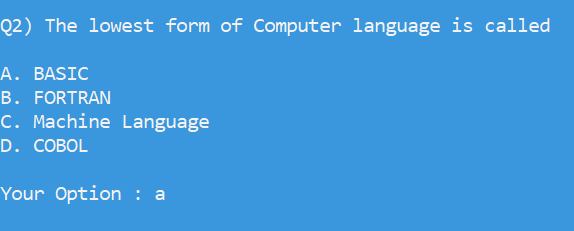 Q2) The lowest form of Computer language is called
A. BASIC
B. FORTRAN
C. Machine Language
D. COBOL
Your Option : a